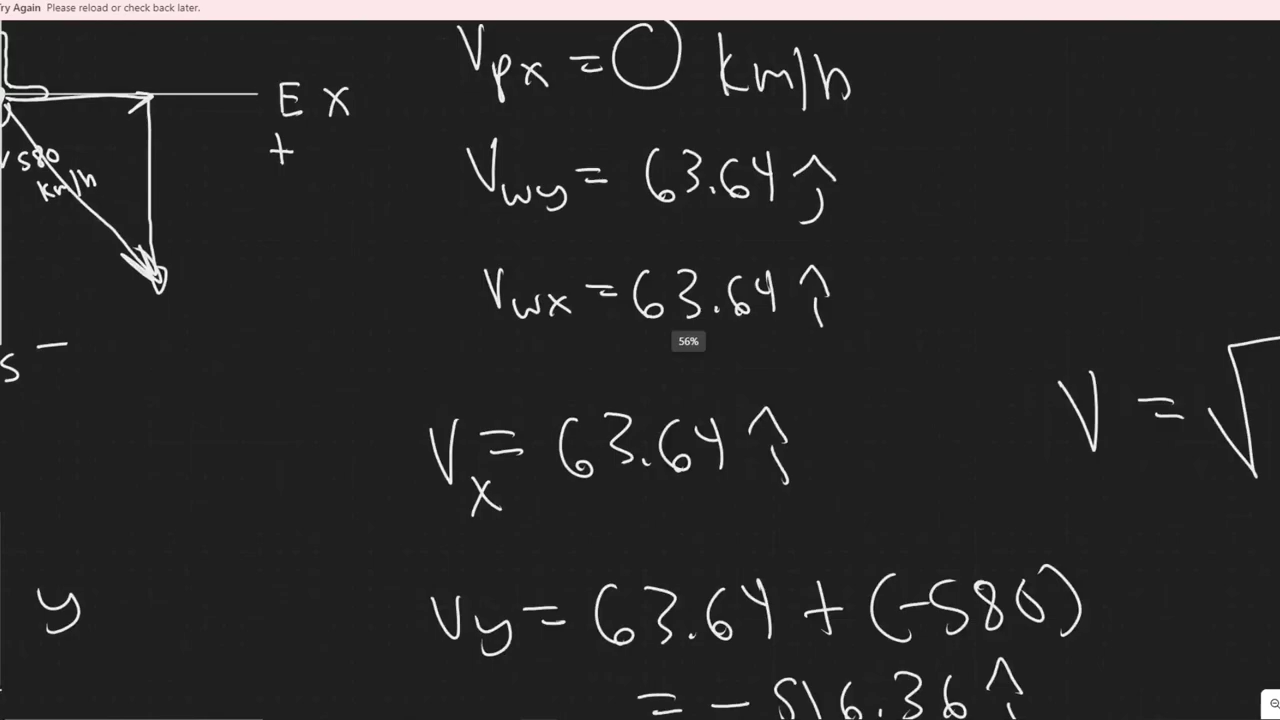 Try Again Please reload or check back later.
Vpx = 0 km/h
E x
+
580
km/h
Vwy = 63.64 ĵ
Vwx = 63.64 î
56%
S -
Vx = 63.64 î
V = √
y
Vy = 63.64 + (-580)
= - 516.36 ĵ